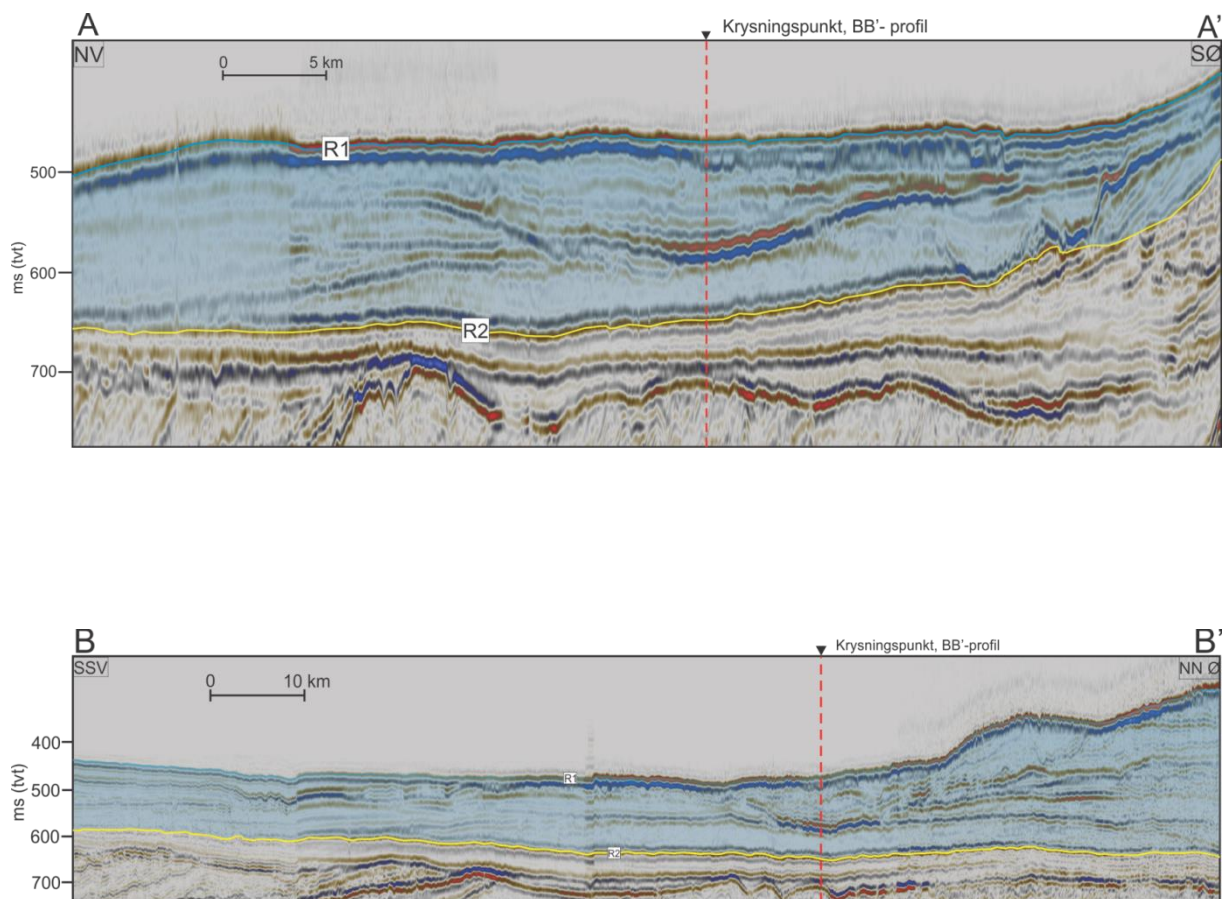 A
Krysningspunkt, BB'- profil
A'
NV
SØ
0 5 km
R1
500
600
R2
700
ms (tvt)
B
Krysningspunkt, BB'-profil
B'
SSV
NN Ø
0 10 km
400
R1
500
600
R2
700
ms (tvt)